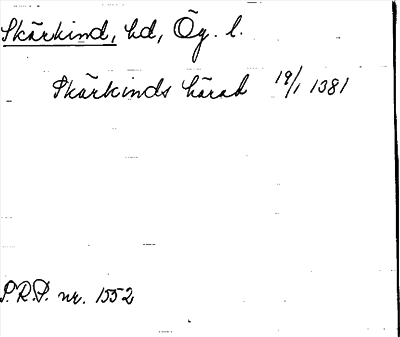 Skärkind, hd, Ög. l.
Skärkinds härad 19/1 1381
P.R.P. nr. 1552